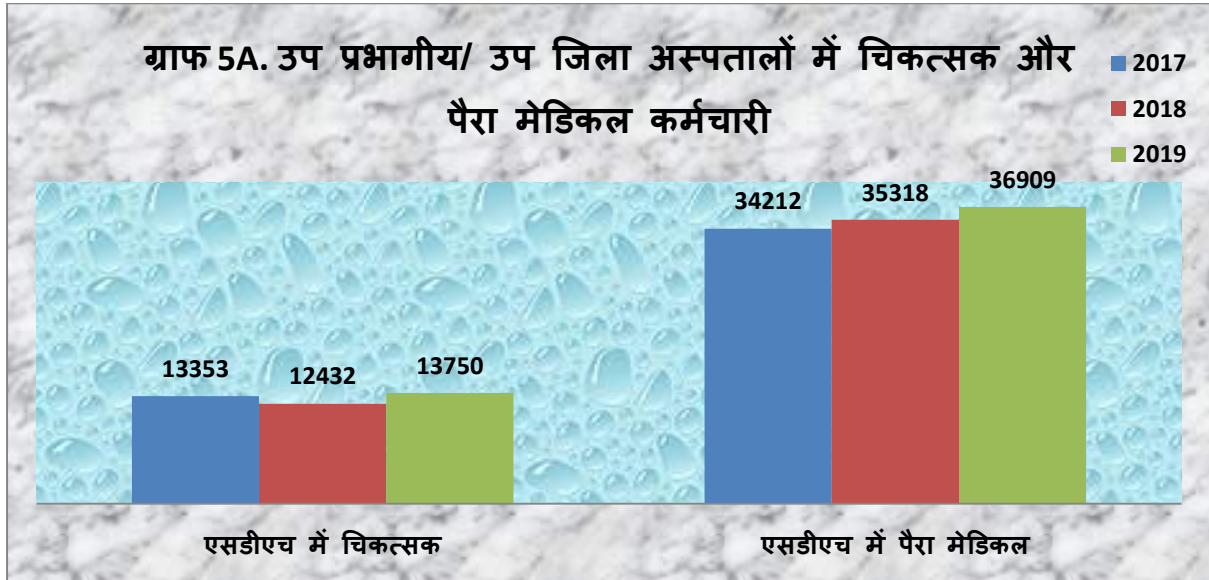 ग्राफ 5A. उप प्रभागीय/ उप जिला अस्पतालों में चिकत्सक और
पैरा मेडिकल कर्मचारी
2017
2018
2019
13353
12432
13750
34212
35318
36909
एसडीएच में चिकत्सक
एसडीएच में पैरा मेडिकल